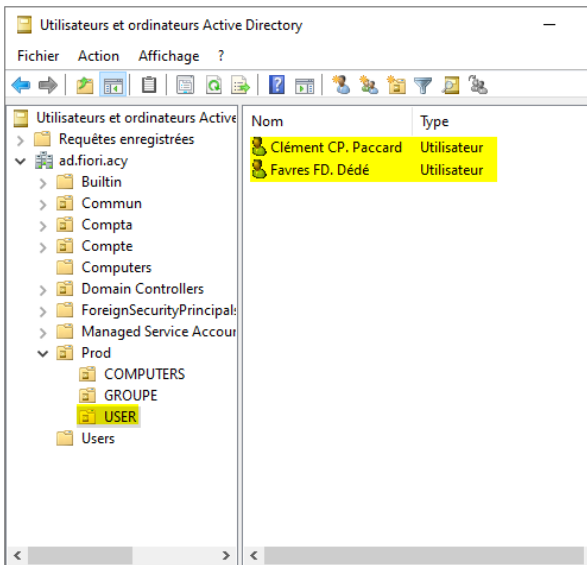 Utilisateurs et ordinateurs Active Directory
Fichier Action Affichage ?
Utilisateurs et ordinateurs Active
Requêtes enregistrées
ad.fiori.acy
Builtin
Commun
Compta
Compte
Computers
Domain Controllers
ForeignSecurityPrincipals
Managed Service Accour
Prod
COMPUTERS
GROUPE
USER
Users
Nom Type
Clément CP. Paccard Utilisateur
Favres FD. Dédé Utilisateur